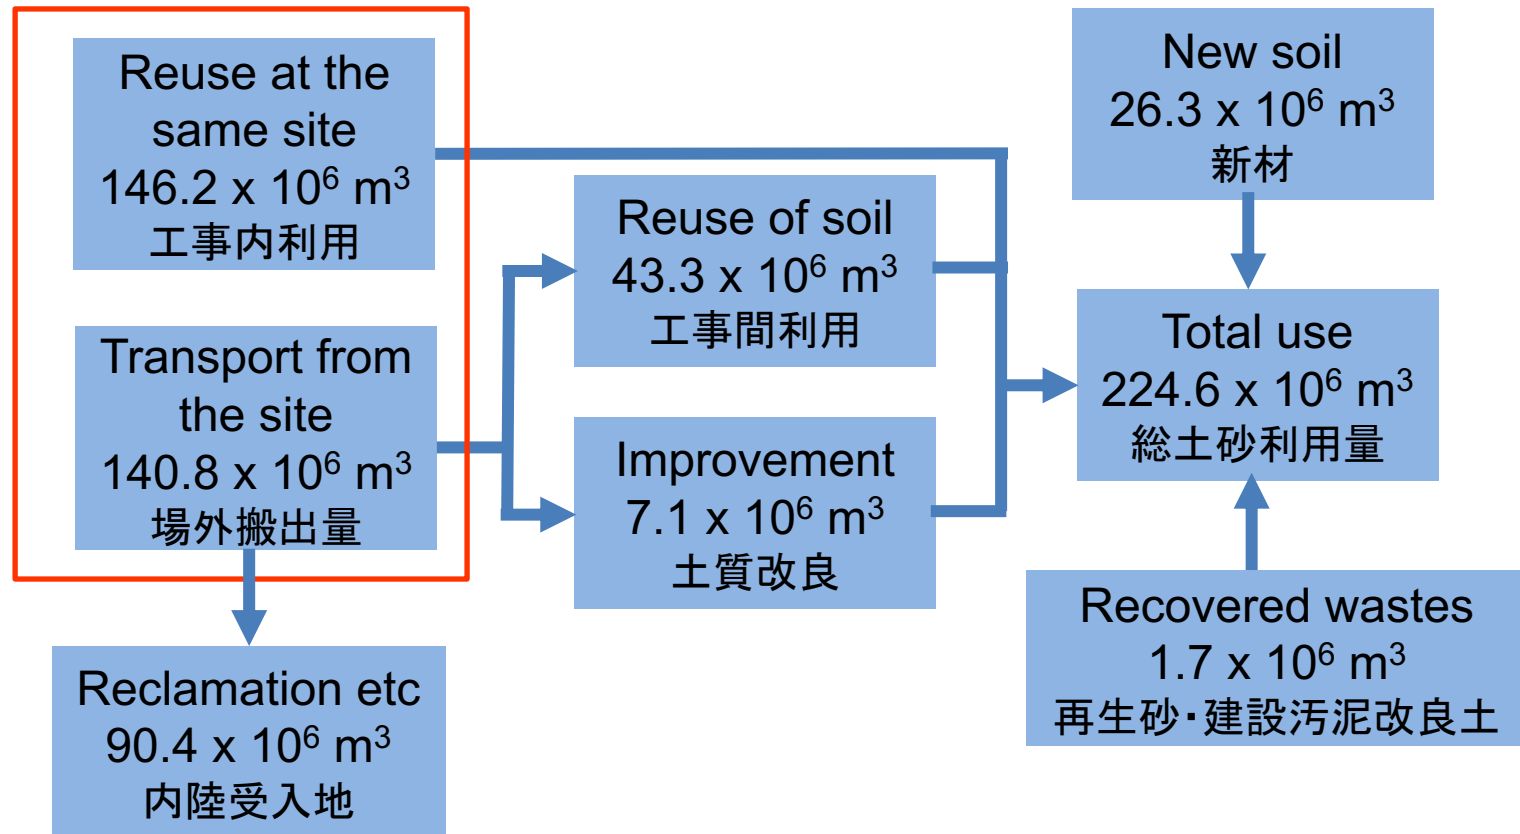 Reuse at the
same site
146.2 x 10⁶ m³
工事内利用
Transport from
the site
140.8 x 10⁶ m³
場外搬出量
Reclamation etc
90.4 x 10⁶ m³
内陸受入地
Reuse of soil
43.3 x 10⁶ m³
工事間利用
Improvement
7.1 x 10⁶ m³
土質改良
New soil
26.3 x 10⁶ m³
新材
Total use
224.6 x 10⁶ m³
総土砂利用量
Recovered wastes
1.7 x 10⁶ m³
再生砂・建設汚泥改良土